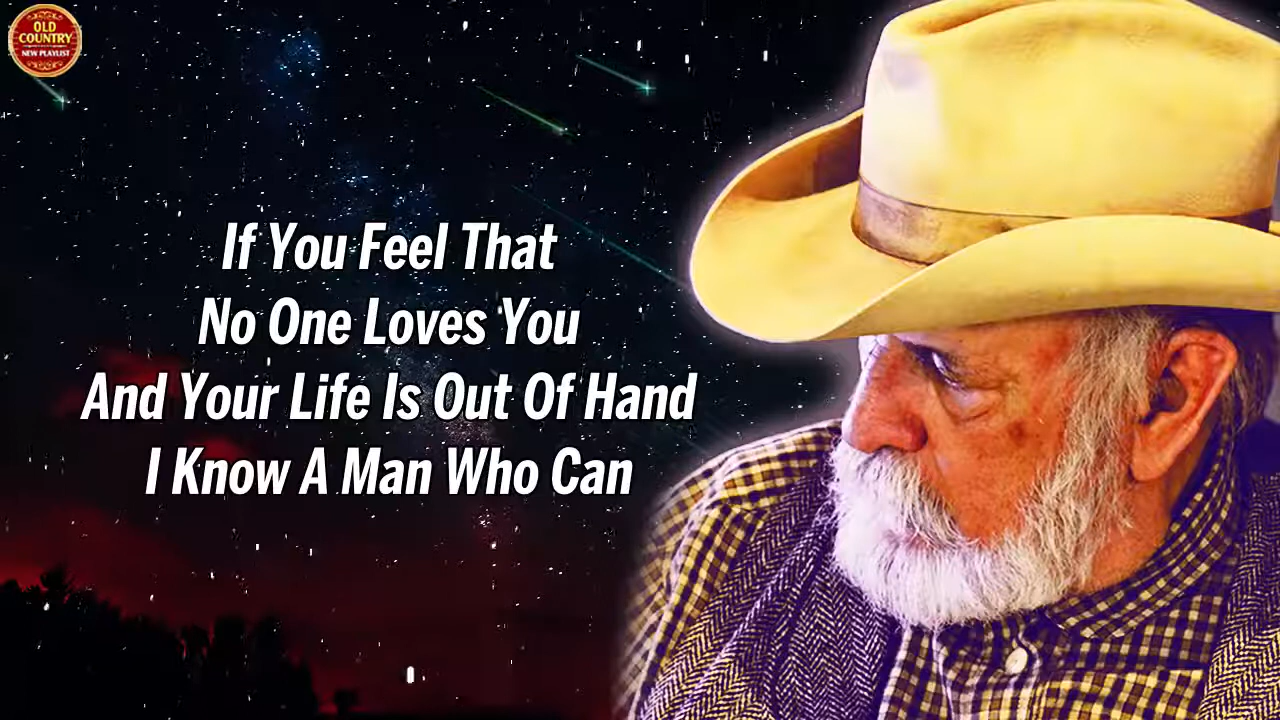 OLD
COUNTRY
NEW PLAYLIST
If You Feel That
No One Loves You
And Your Life Is Out Of Hand
I Know A Man Who Can